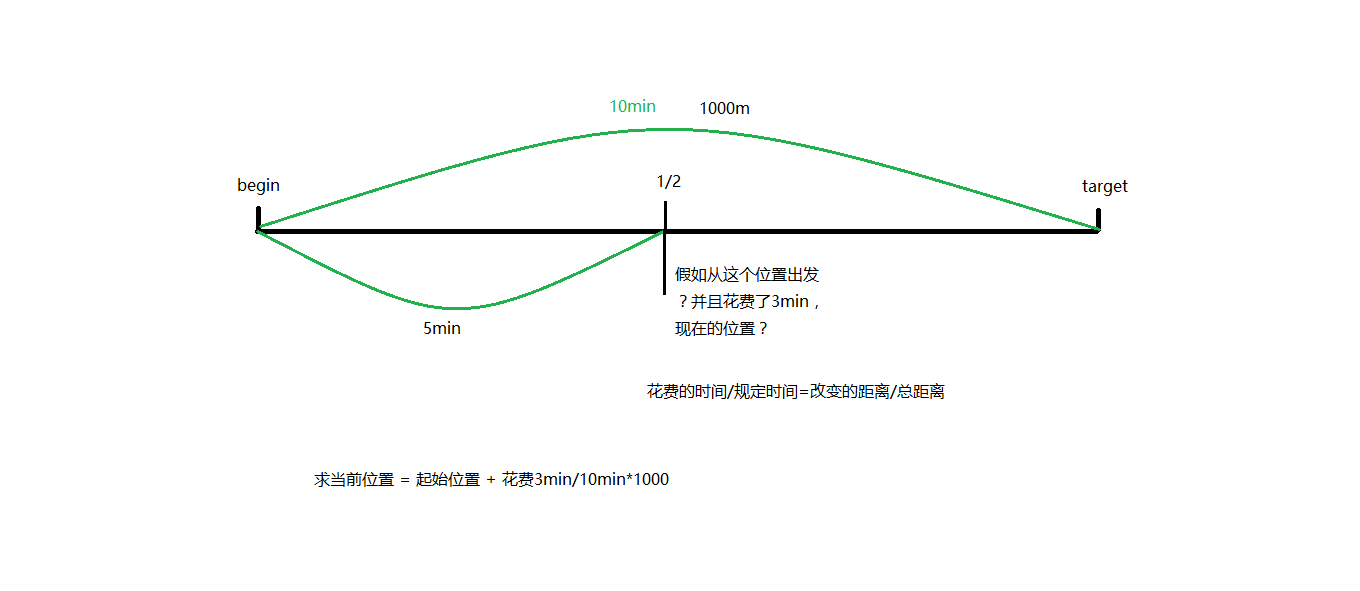 10min 1000m
begin
1/2
target
假如从这个位置出发
？并且花费了3min，
现在的位置？
5min
花费的时间/规定时间=改变的距离/总距离
求当前位置 = 起始位置 + 花费3min/10min*1000